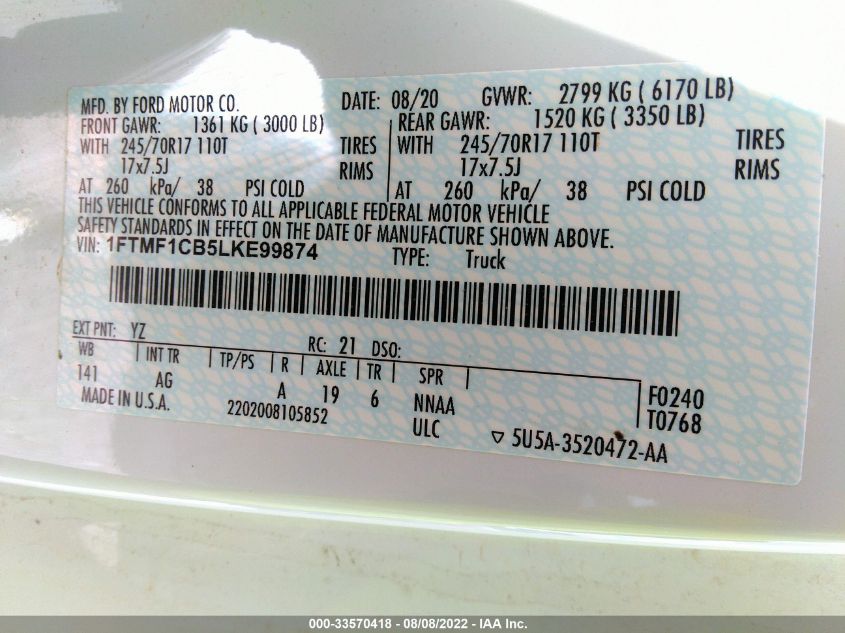 MFD. BY FORD MOTOR CO. DATE: 08/20 GVWR: 2799 KG ( 6170 LB)
FRONT GAWR: 1361 KG ( 3000 LB) REAR GAWR: 1520 KG ( 3350 LB)
WITH 245/70R17 110T TIRES WITH 245/70R17 110T TIRES
17x7.5J RIMS 17x7.5J RIMS
AT 260 kPa/ 38 PSI COLD AT 260 kPa/ 38 PSI COLD
THIS VEHICLE CONFORMS TO ALL APPLICABLE FEDERAL MOTOR VEHICLE
SAFETY STANDARDS IN EFFECT ON THE DATE OF MANUFACTURE SHOWN ABOVE.
VIN: 1FTMF1CB5LKE99874 TYPE: Truck
EXT PNT: YZ RC: 21 DSO:
WB INT TR TP/PS R AXLE TR SPR
141 AG A 19 6 NNAA F0240
MADE IN U.S.A. 2202008105852 ULC T0768
5U5A-3520472-AA
000-33570418 - 08/08/2022 - IAA Inc.